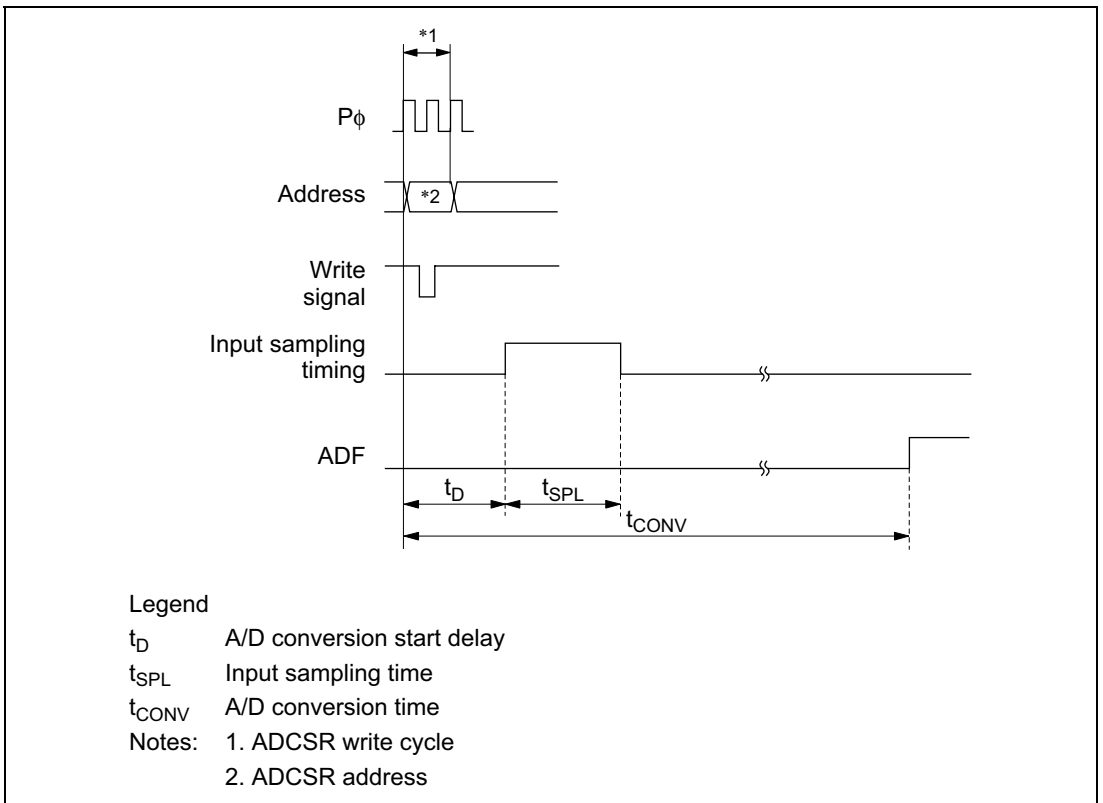 *1
Pϕ
Address
*2
Write
signal
Input sampling
timing
ADF
tD
tSPL
tCONV
Legend
tD A/D conversion start delay
tSPL Input sampling time
tCONV A/D conversion time
Notes: 1. ADCSR write cycle
2. ADCSR address